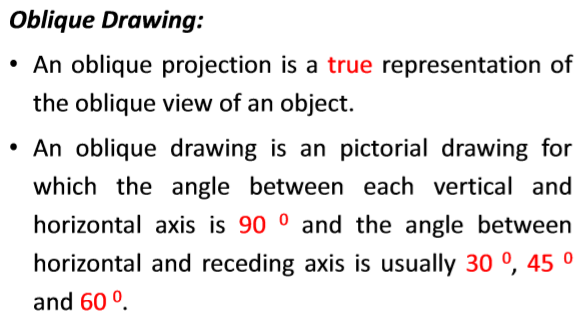 Oblique Drawing:
• An oblique projection is a true representation of
the oblique view of an object.
• An oblique drawing is an pictorial drawing for
which the angle between each vertical and
horizontal axis is 90 ⁰ and the angle between
horizontal and receding axis is usually 30 ⁰, 45 ⁰
and 60 ⁰.